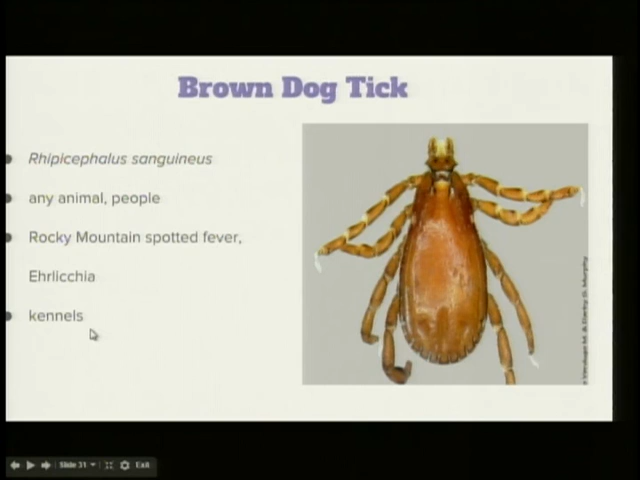 Brown Dog Tick
Rhipicephalus sanguineus
any animal, people
Rocky Mountain spotted fever,
Ehrlicchia
kennels
Slide 31
Exit